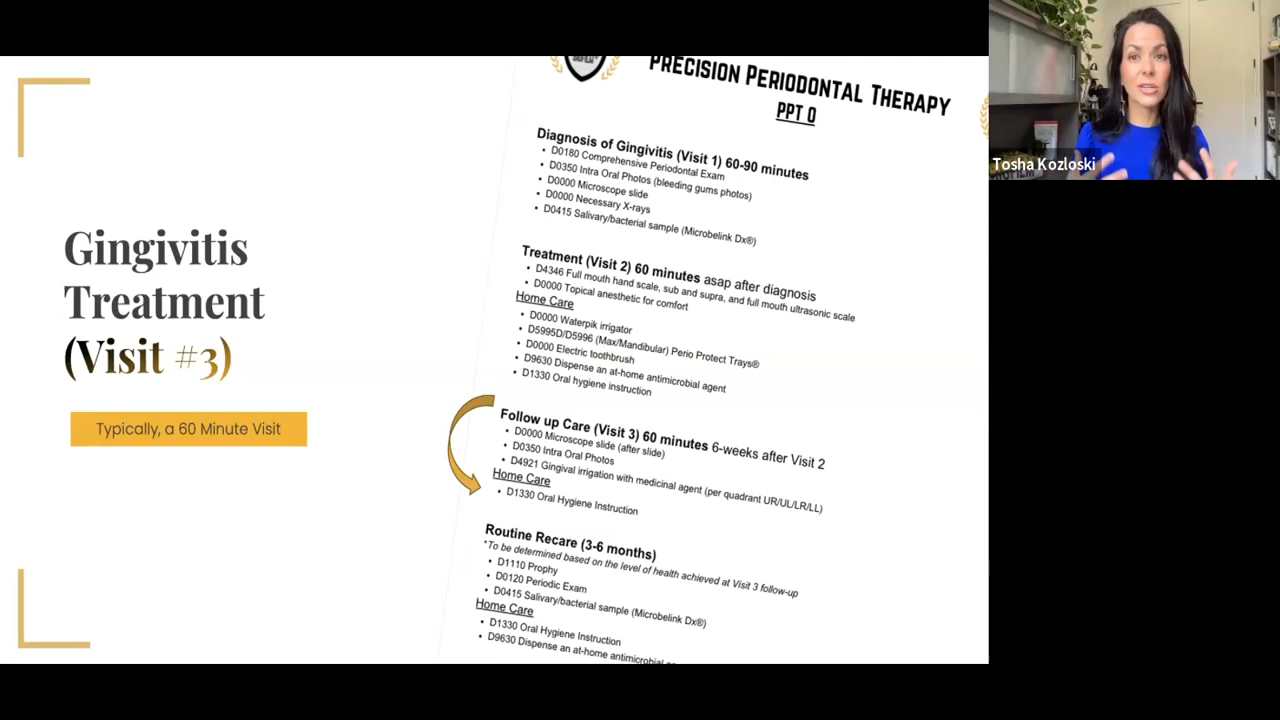 Gingivitis
Treatment
(Visit #3)
Typically, a 60 Minute Visit
PRECISION PERIODONTAL THERAPY
PPT 0
Diagnosis of Gingivitis (Visit 1) 60-90 minutes
• D0180 Comprehensive Periodontal Exam
• D0350 Intra Oral Photos (bleeding gums photos)
• D0000 Microscope slide
• D0000 Necessary X-rays
• D0415 Salivary/bacterial sample (Microbelink Dx®)
Treatment (Visit 2) 60 minutes asap after diagnosis
• D4346 Full mouth hand scale, sub and supra, and full mouth ultrasonic scale
• D0000 Topical anesthetic for comfort
Home Care
• D0000 Waterpik irrigator
• D5995D/D5996 (Max/Mandibular) Perio Protect Trays®
• D0000 Electric toothbrush
• D9630 Dispense an at-home antimicrobial agent
• D1330 Oral hygiene instruction
Follow up Care (Visit 3) 60 minutes 6-weeks after Visit 2
• D0000 Microscope slide (after slide)
• D0350 Intra Oral Photos
• D4921 Gingival irrigation with medicinal agent (per quadrant UR/UL/LR/LL)
Home Care
• D1330 Oral Hygiene Instruction
Routine Recare (3-6 months)
*To be determined based on the level of health achieved at Visit 3 follow-up
• D1110 Prophy
• D0120 Periodic Exam
• D0415 Salivary/bacterial sample (Microbelink Dx®)
Home Care
• D1330 Oral Hygiene Instruction
• D9630 Dispense an at-home antimicrobial
Tosha Kozloski